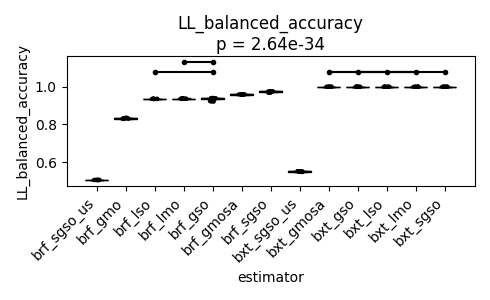 LL_balanced_accuracy
p = 2.64e-34
LL_balanced_accuracy
1.0
0.8
0.6
brf_sgso_us
brf_gmo
brf_lso
brf_lmo
brf_gso
brf_gmosa
brf_sgso
bxt_sgso_us
bxt_gmosa
bxt_gso
bxt_lso
bxt_lmo
bxt_sgso
estimator